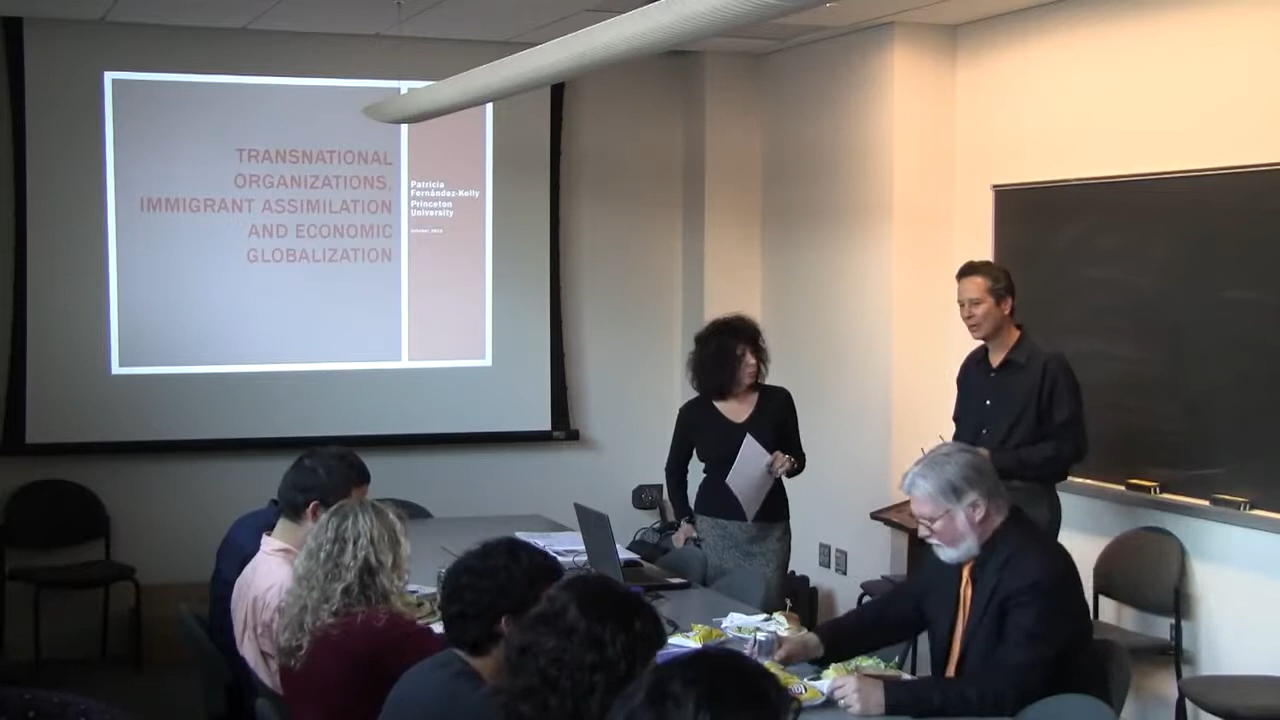 TRANSNATIONAL
ORGANIZATIONS,
IMMIGRANT ASSIMILATION
AND ECONOMIC
GLOBALIZATION
Patricia
Fernández-Kelly
Princeton
University